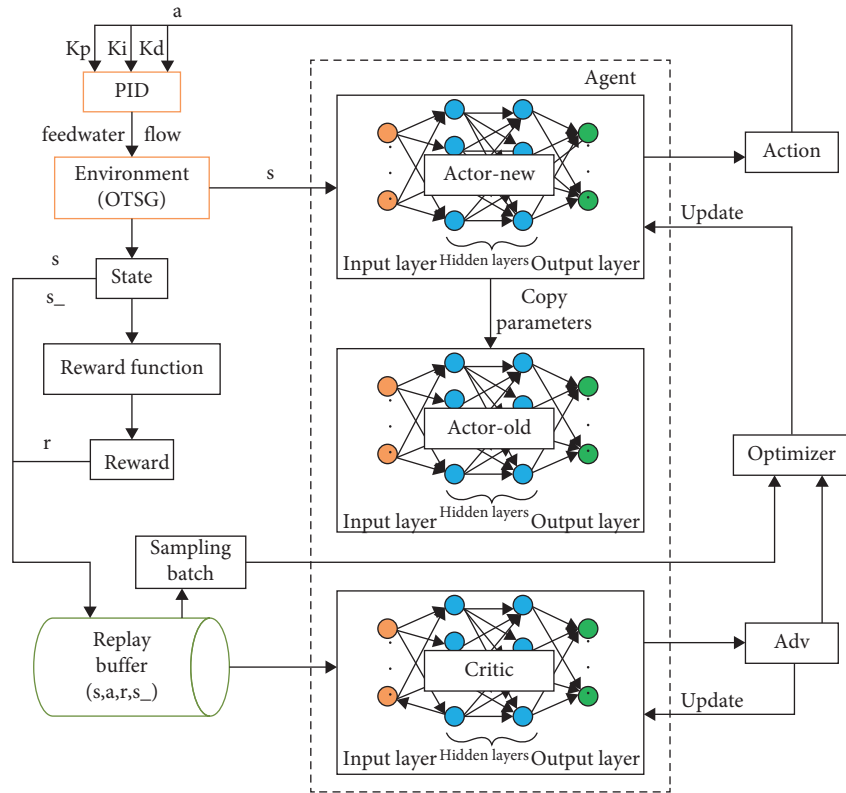 a
Kp Ki Kd
PID
feedwater flow
Environment
(OTSG)
s
State
s
s_
Reward function
Reward
r
Agent
Actor-new
Input layer Hidden layers Output layer
Copy
parameters
Actor-old
Input layer Hidden layers Output layer
Action
Update
Optimizer
Sampling
batch
Replay
buffer
(s,a,r,s_)
Critic
Input layer Hidden layers Output layer
Adv
Update